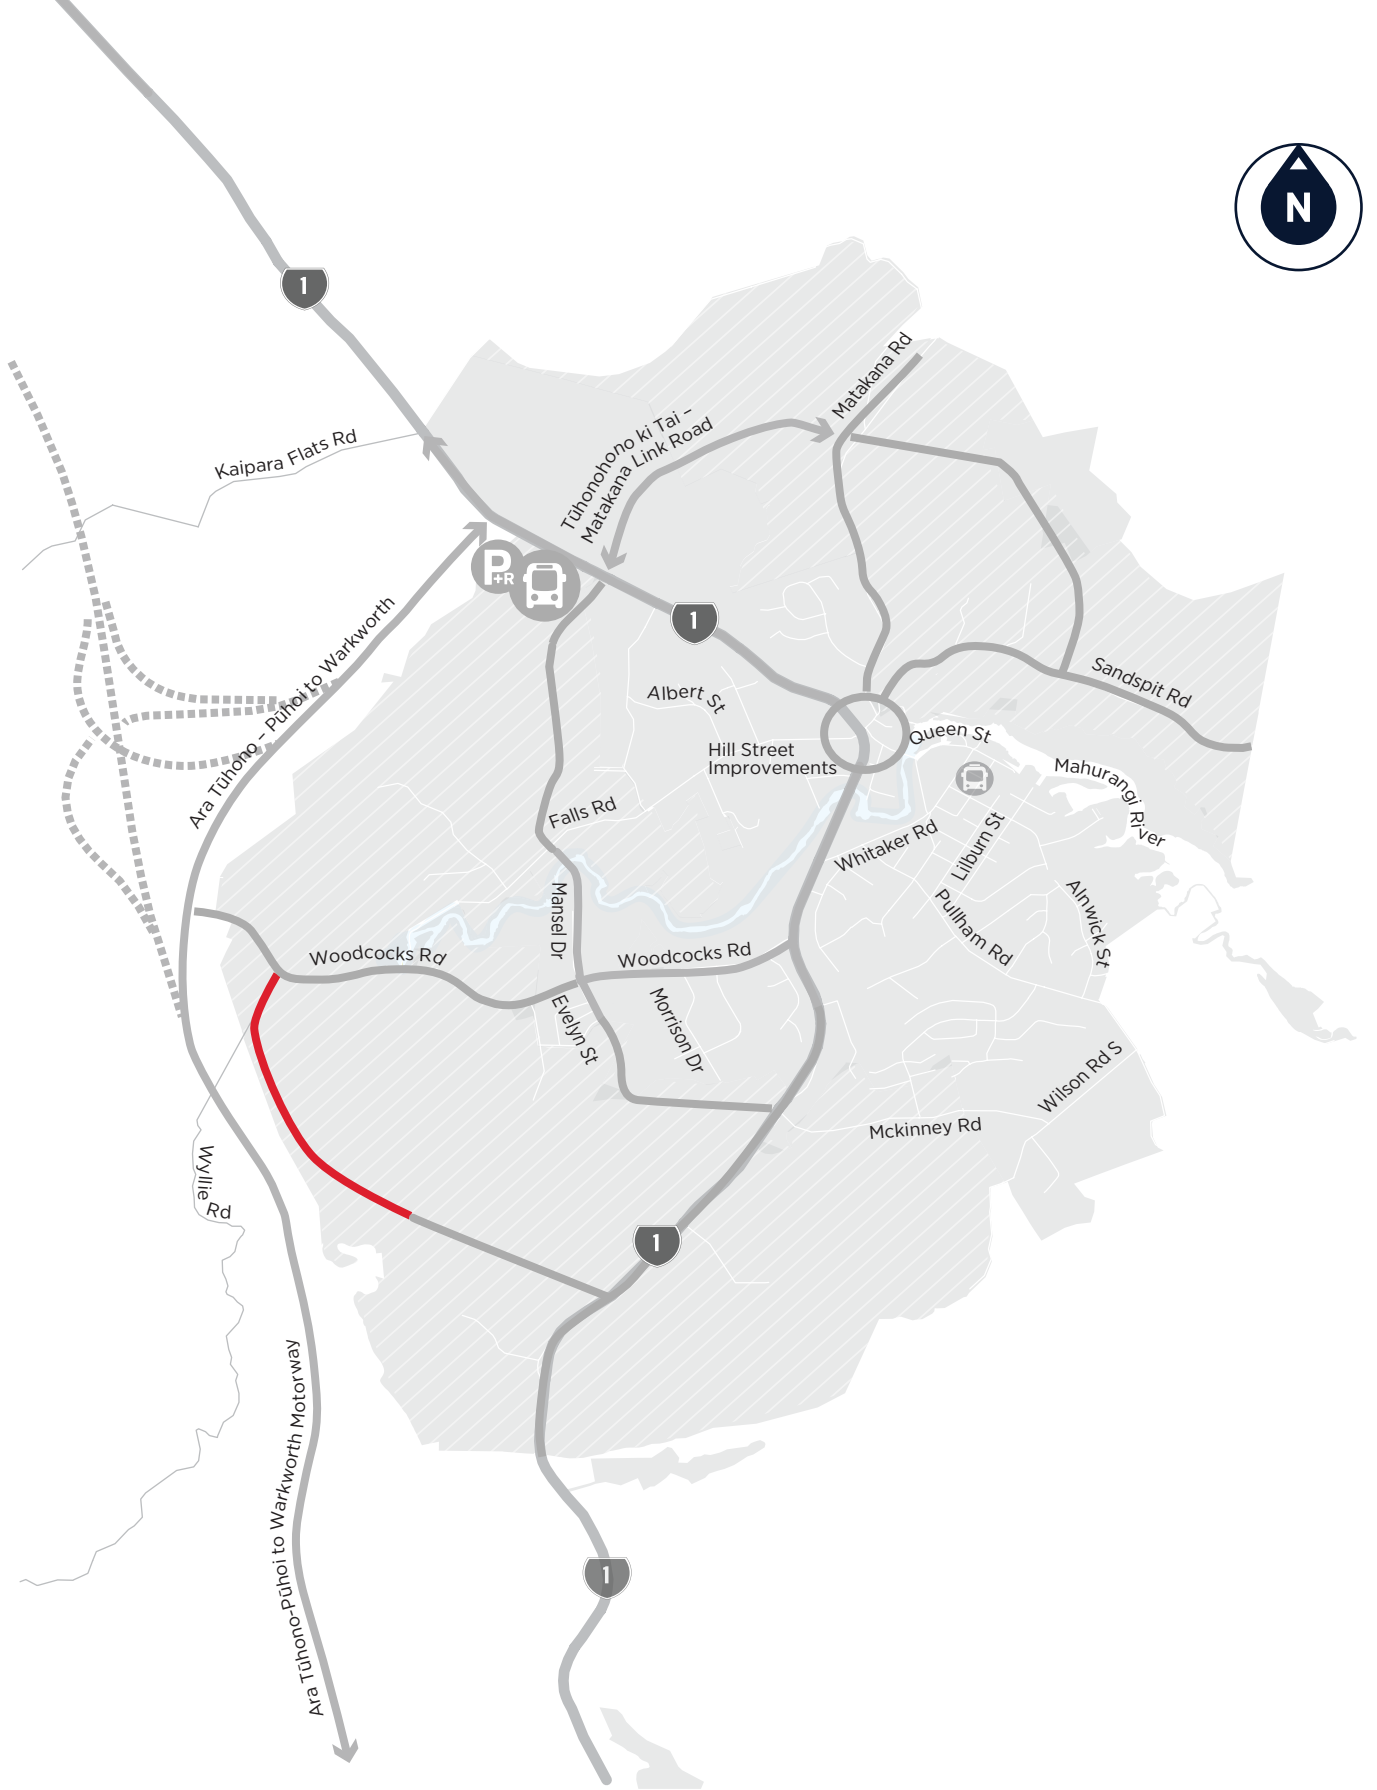 N
1
Matakana Rd
Kaipara Flats Rd
Tūhonohono ki Tai –
Matakana Link Road
P
+R
Ara Tūhono – Pūhoi to Warkworth
1
Albert St
Sandspit Rd
Queen St
Hill Street
Improvements
Mahurangi River
Falls Rd
Whitaker Rd
Lilburn St
Mansel Dr
Pullham Rd
Alnwick St
Woodcocks Rd
Woodcocks Rd
Evelyn St
Morrison Dr
Wilson Rd S
Mckinney Rd
Wyllie Rd
1
Ara Tūhono-Pūhoi to Warkworth Motorway
1